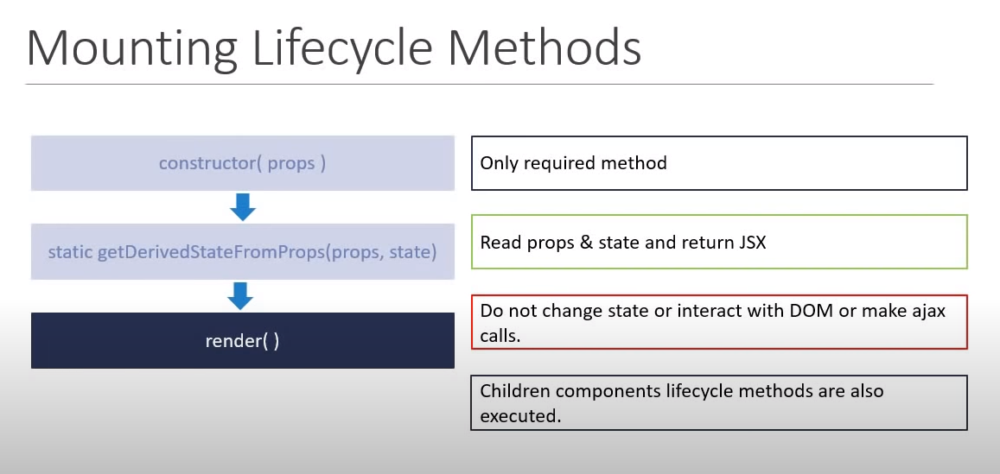 Mounting Lifecycle Methods
constructor( props )
static getDerivedStateFromProps(props, state)
render( )
Only required method
Read props & state and return JSX
Do not change state or interact with DOM or make ajax
calls.
Children components lifecycle methods are also
executed.